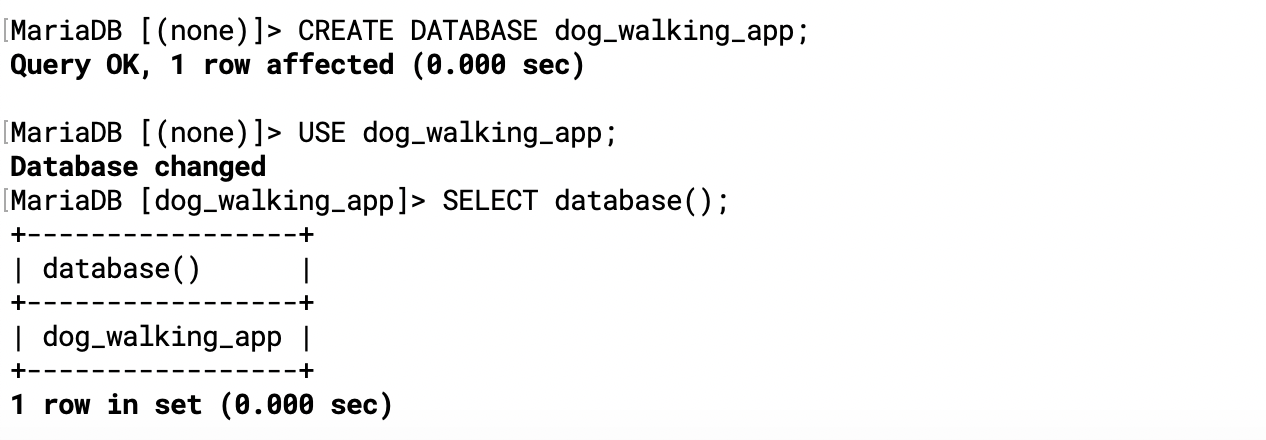 [MariaDB [(none)]> CREATE DATABASE dog_walking_app;
Query OK, 1 row affected (0.000 sec)
[MariaDB [(none)]> USE dog_walking_app;
Database changed
[MariaDB [dog_walking_app]> SELECT database();
+-----------------+
| database()      |
+-----------------+
| dog_walking_app |
+-----------------+
1 row in set (0.000 sec)